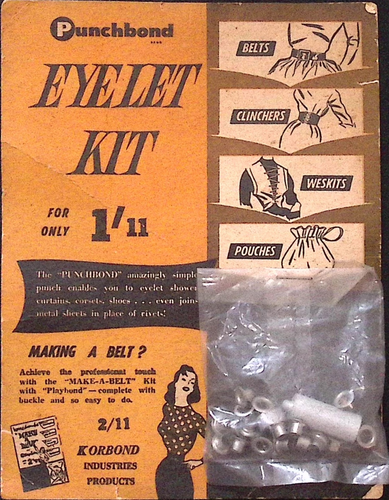 Punchbond
EYELET
KIT
FOR
ONLY
1/11
BELTS
CLINCHERS
WESKITS
POUCHES
The "PUNCHBOND" amazingly simple
punch enables you to eyelet shower
curtains, corsets, shoes . . . even joins
metal sheets in place of rivets!
MAKING A BELT?
Achieve the professional touch
with the "MAKE-A-BELT" Kit
with "Playbond" — complete with
buckle and so easy to do.
2/11
KORBOND
INDUSTRIES
PRODUCTS